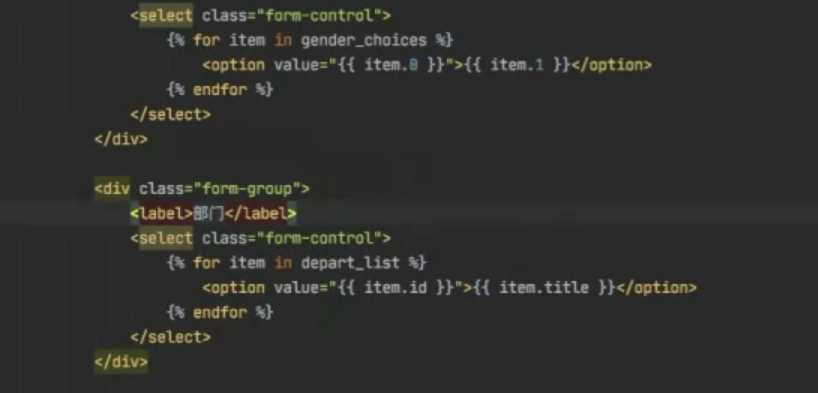 <select class="form-control">
{% for item in gender_choices %}
<option value="{{ item.0 }}">{{ item.1 }}</option>
{% endfor %}
</select>
</div>
<div class="form-group">
<label>部门</label>
<select class="form-control">
{% for item in depart_list %}
<option value="{{ item.id }}">{{ item.title }}</option>
{% endfor %}
</select>
</div>